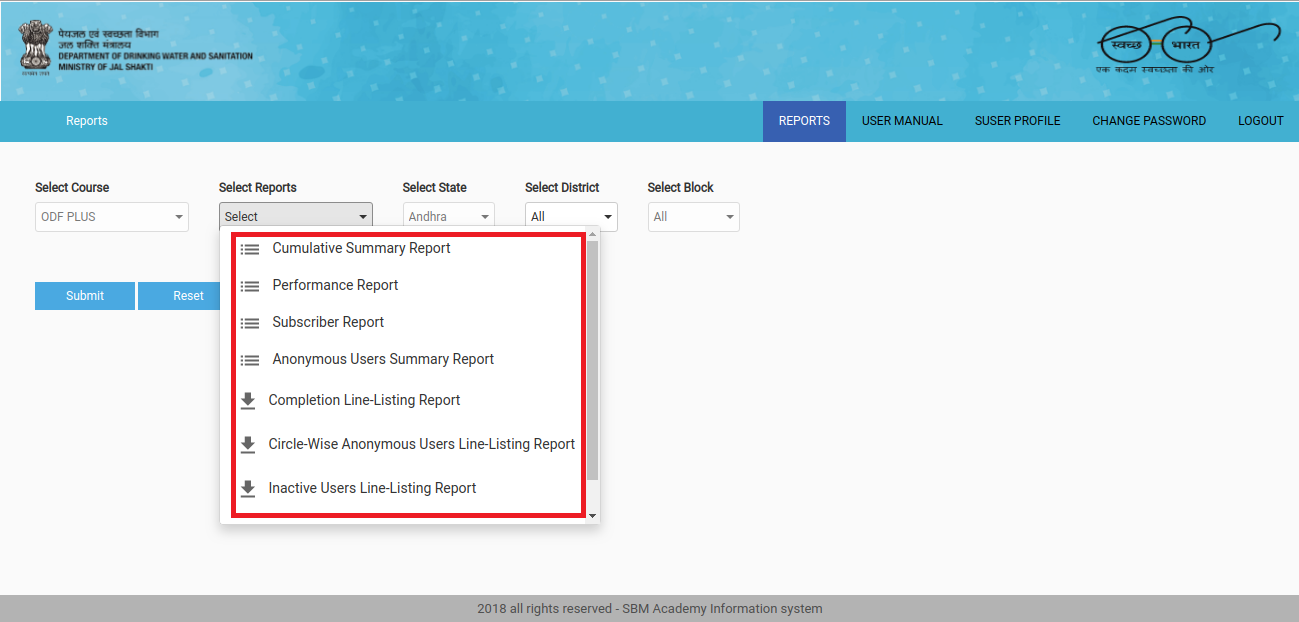 पेयजल एवं स्वच्छता विभाग
जल शक्ति मंत्रालय
DEPARTMENT OF DRINKING WATER AND SANITATION
MINISTRY OF JAL SHAKTI
स्वच्छ भारत
एक कदम स्वच्छता की ओर
Reports
REPORTS
USER MANUAL
SUSER PROFILE
CHANGE PASSWORD
LOGOUT
Select Course
Select Reports
Select State
Select District
Select Block
ODF PLUS
Select
Andhra
All
All
Cumulative Summary Report
Performance Report
Subscriber Report
Anonymous Users Summary Report
Completion Line-Listing Report
Circle-Wise Anonymous Users Line-Listing Report
Inactive Users Line-Listing Report
Submit
Reset
2018 all rights reserved - SBM Academy Information system